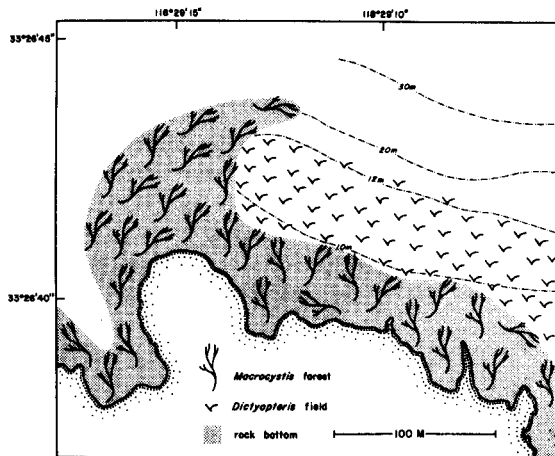 118°29'15" 118°29'10"
33°26'45"
30m
20m
12m
10m
33°26'40"
Macrocystis forest
Dictyopteris field
rock bottom
100 M